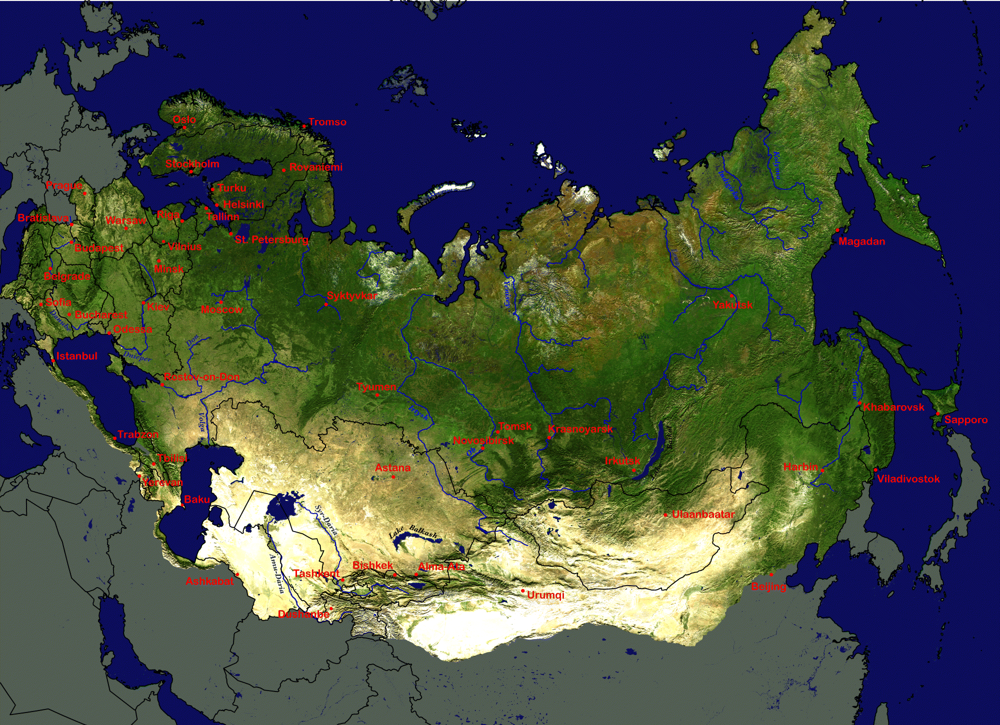 Oslo
Tromso
Kolyma
Stockholm
Rovaniemi
Indigirka
Prague
Turku
Helsinki
Bratislava
Warsaw
Riga
Tallinn
St. Petersburg
Magadan
Budapest
Vilnius
Lena
Minsk
Belgrade
Yenisey
Syktyvkar
Sofia
Kiev
Moscow
Yakutsk
Danube
Bucharest
Odessa
Don
Istanbul
Dnieper
Rostov-on-Don
Tyumen
Amur
Irtysh
Khabarovsk
Volga
Sapporo
Tomsk
Krasnoyarsk
Trabzon
Novosibirsk
Ob
Lake Baikal
Tbilisi
Irkutsk
Astana
Harbin
Yerevan
Viladivostok
Baku
Syr-Daria
Ulaanbaatar
Lake Balkash
Amu-Daria
Bishkek
Alma-Ata
Tashkent
Ashkabat
Beijing
Urumqi
Dushanbe